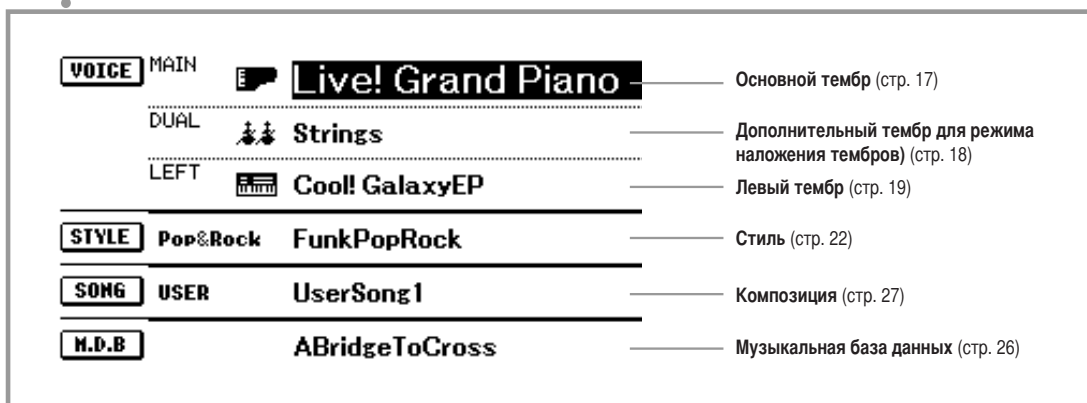 VOICE MAIN Live! Grand Piano Основной тембр (стр. 17)
DUAL Strings Дополнительный тембр для режима
наложения тембров) (стр. 18)
LEFT Cool! GalaxyEP Левый тембр (стр. 19)
STYLE Pop&Rock FunkPopRock Стиль (стр. 22)
SONG USER UserSong1 Композиция (стр. 27)
M.D.B ABridgeToCross Музыкальная база данных (стр. 26)